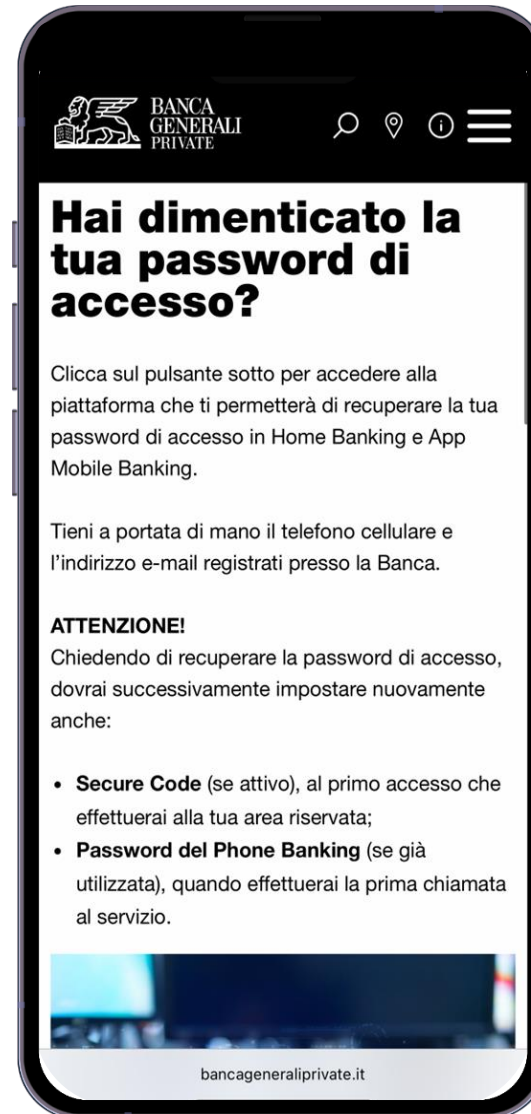 BANCA
GENERALI
PRIVATE
Hai dimenticato la
tua password di
accesso?
Clicca sul pulsante sotto per accedere alla
piattaforma che ti permetterà di recuperare la tua
password di accesso in Home Banking e App
Mobile Banking.
Tieni a portata di mano il telefono cellulare e
l’indirizzo e-mail registrati presso la Banca.
ATTENZIONE!
Chiedendo di recuperare la password di accesso,
dovrai successivamente impostare nuovamente
anche:
• Secure Code (se attivo), al primo accesso che
effettuerai alla tua area riservata;
• Password del Phone Banking (se già
utilizzata), quando effettuerai la prima chiamata
al servizio.
bancageneraliprivate.it